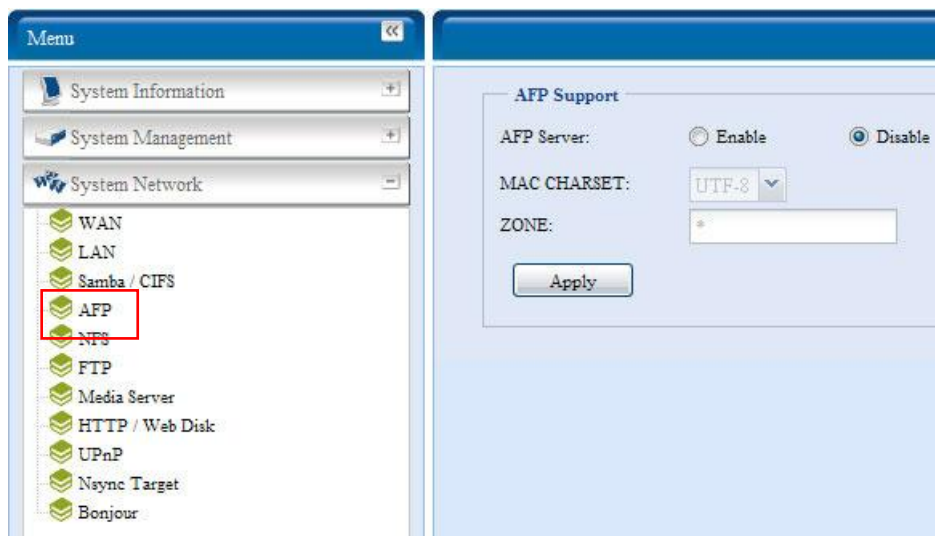 Menu
System Information
System Management
System Network
WAN
LAN
Samba / CIFS
AFP
NFS
FTP
Media Server
HTTP / Web Disk
UPnP
Nsync Target
Bonjour
AFP Support
AFP Server: Enable Disable
MAC CHARSET: UTF-8
ZONE: *
Apply